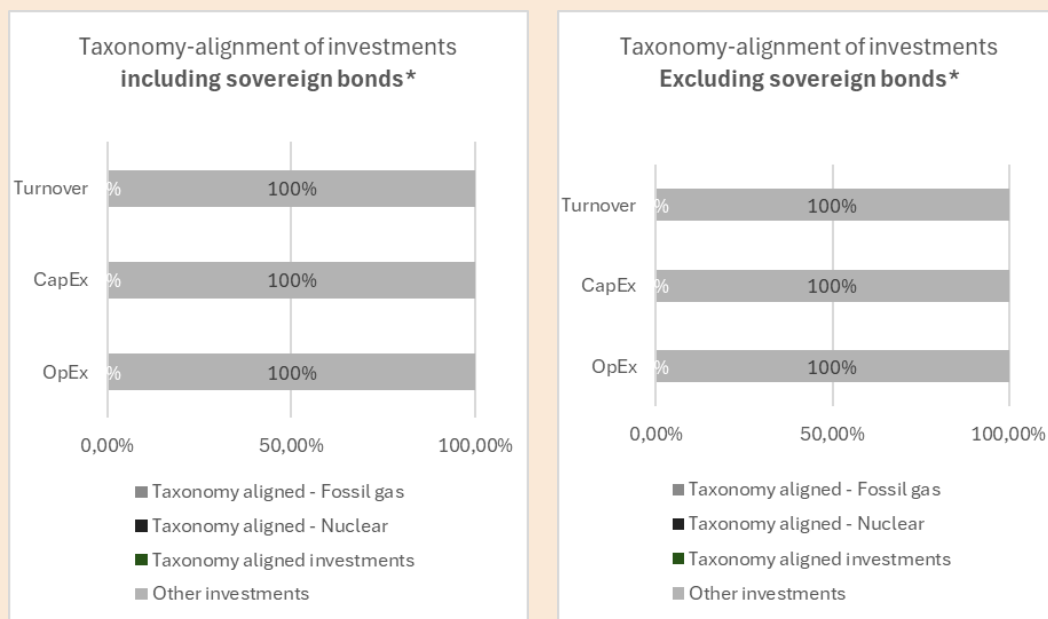 Taxonomy-alignment of investments
including sovereign bonds*
Turnover
%
100%
CapEx
%
100%
OpEx
%
100%
0,00%
50,00%
100,00%
Taxonomy aligned - Fossil gas
Taxonomy aligned - Nuclear
Taxonomy aligned investments
Other investments
Taxonomy-alignment of investments
Excluding sovereign bonds*
Turnover
%
100%
CapEx
%
100%
OpEx
%
100%
0,00%
50,00%
100,00%
Taxonomy aligned - Fossil gas
Taxonomy aligned - Nuclear
Taxonomy aligned investments
Other investments